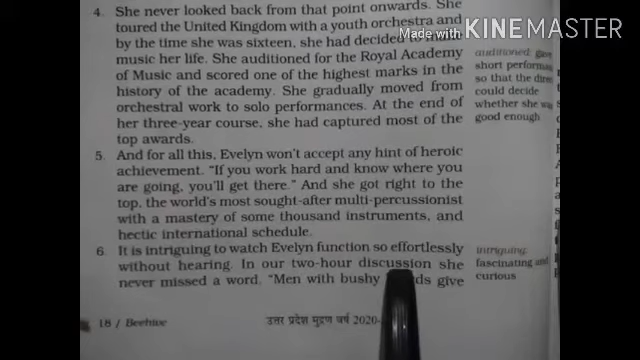 4. She never looked back from that point onwards. She
toured the United Kingdom with a youth orchestra and
by the time she was sixteen, she had decided to make
music her life. She auditioned for the Royal Academy
of Music and scored one of the highest marks in the
history of the academy. She gradually moved from
orchestral work to solo performances. At the end of
her three-year course, she had captured most of the
top awards.
5. And for all this, Evelyn won't accept any hint of heroic
achievement. "If you work hard and know where you
are going, you'll get there." And she got right to the
top, the world's most sought-after multi-percussionist
with a mastery of some thousand instruments, and
hectic international schedule.
6. It is intriguing to watch Evelyn function so effortlessly
without hearing. In our two-hour discussion she
never missed a word. "Men with bushy give
Made with KINEMASTER
auditioned: gave
short performa
so that the dire
could decide
whether she wa
good enough
intriguing:
fascinating and
curious
18 / Beehive
उत्तर प्रदेश मुद्रण वर्ष 2020-